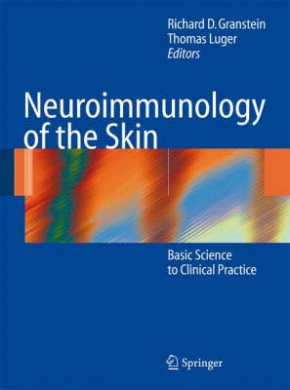 Richard D. Granstein
Thomas Luger
Editors
Neuroimmunology
of the Skin
Basic Science
to Clinical Practice
Springer